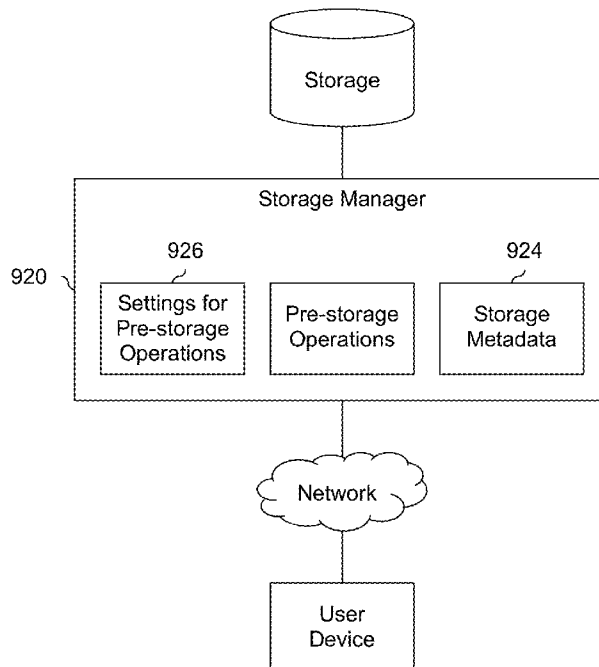 Storage
Storage Manager
926
924
920
Settings for
Pre-storage
Operations
Pre-storage
Operations
Storage
Metadata
Network
User
Device